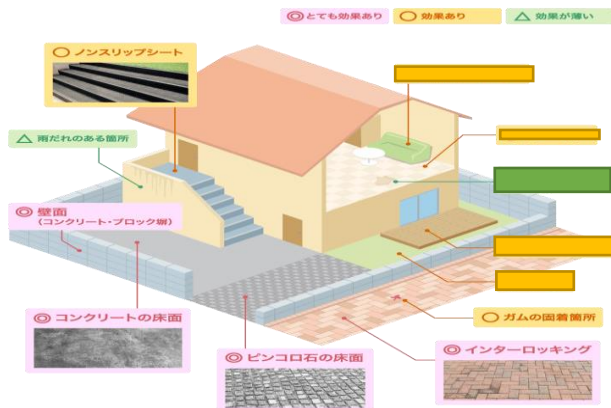 ◎とても効果あり
○効果あり
△効果が薄い
○ノンスリップシート
△雨だれのある箇所
◎壁面
(コンクリート・ブロック塀)
◎コンクリートの床面
◎ピンコロ石の床面
○ガムの固着箇所
◎インターロッキング